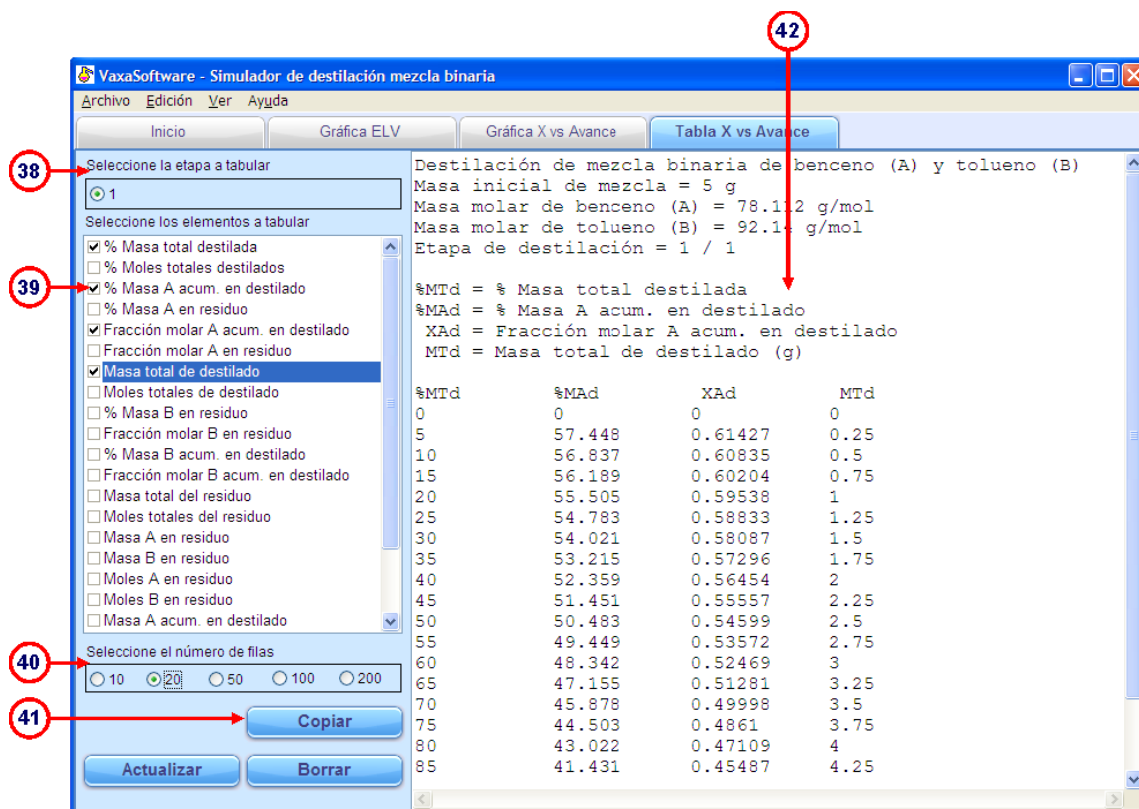 42
VaxaSoftware - Simulador de destilación mezcla binaria
Archivo Edición Ver Ayuda
Inicio Gráfica ELV Gráfica X vs Avance Tabla X vs Avance
38
Seleccione la etapa a tabular
1
Seleccione los elementos a tabular
% Masa total destilada
% Moles totales destilados
39
% Masa A acum. en destilado
% Masa A en residuo
Fracción molar A acum. en destilado
Fracción molar A en residuo
Masa total de destilado
Moles totales de destilado
% Masa B en residuo
Fracción molar B en residuo
% Masa B acum. en destilado
Fracción molar B acum. en destilado
Masa total del residuo
Moles totales del residuo
Masa A en residuo
Masa B en residuo
Moles A en residuo
Moles B en residuo
Masa A acum. en destilado
40
Seleccione el número de filas
10 20 50 100 200
41
Copiar
Actualizar Borrar
Destilación de mezcla binaria de benceno (A) y tolueno (B)
Masa inicial de mezcla = 5 g
Masa molar de benceno (A) = 78.112 g/mol
Masa molar de tolueno (B) = 92.14 g/mol
Etapa de destilación = 1 / 1
%MTd = % Masa total destilada
%MAd = % Masa A acum. en destilado
XAd = Fracción molar A acum. en destilado
MTd = Masa total de destilado (g)
%MTd %MAd XAd MTd
0 0 0 0
5 57.448 0.61427 0.25
10 56.837 0.60835 0.5
15 56.189 0.60204 0.75
20 55.505 0.59538 1
25 54.783 0.58833 1.25
30 54.021 0.58087 1.5
35 53.215 0.57296 1.75
40 52.359 0.56454 2
45 51.451 0.55557 2.25
50 50.483 0.54599 2.5
55 49.449 0.53572 2.75
60 48.342 0.52469 3
65 47.155 0.51281 3.25
70 45.878 0.49998 3.5
75 44.503 0.4861 3.75
80 43.022 0.47109 4
85 41.431 0.45487 4.25